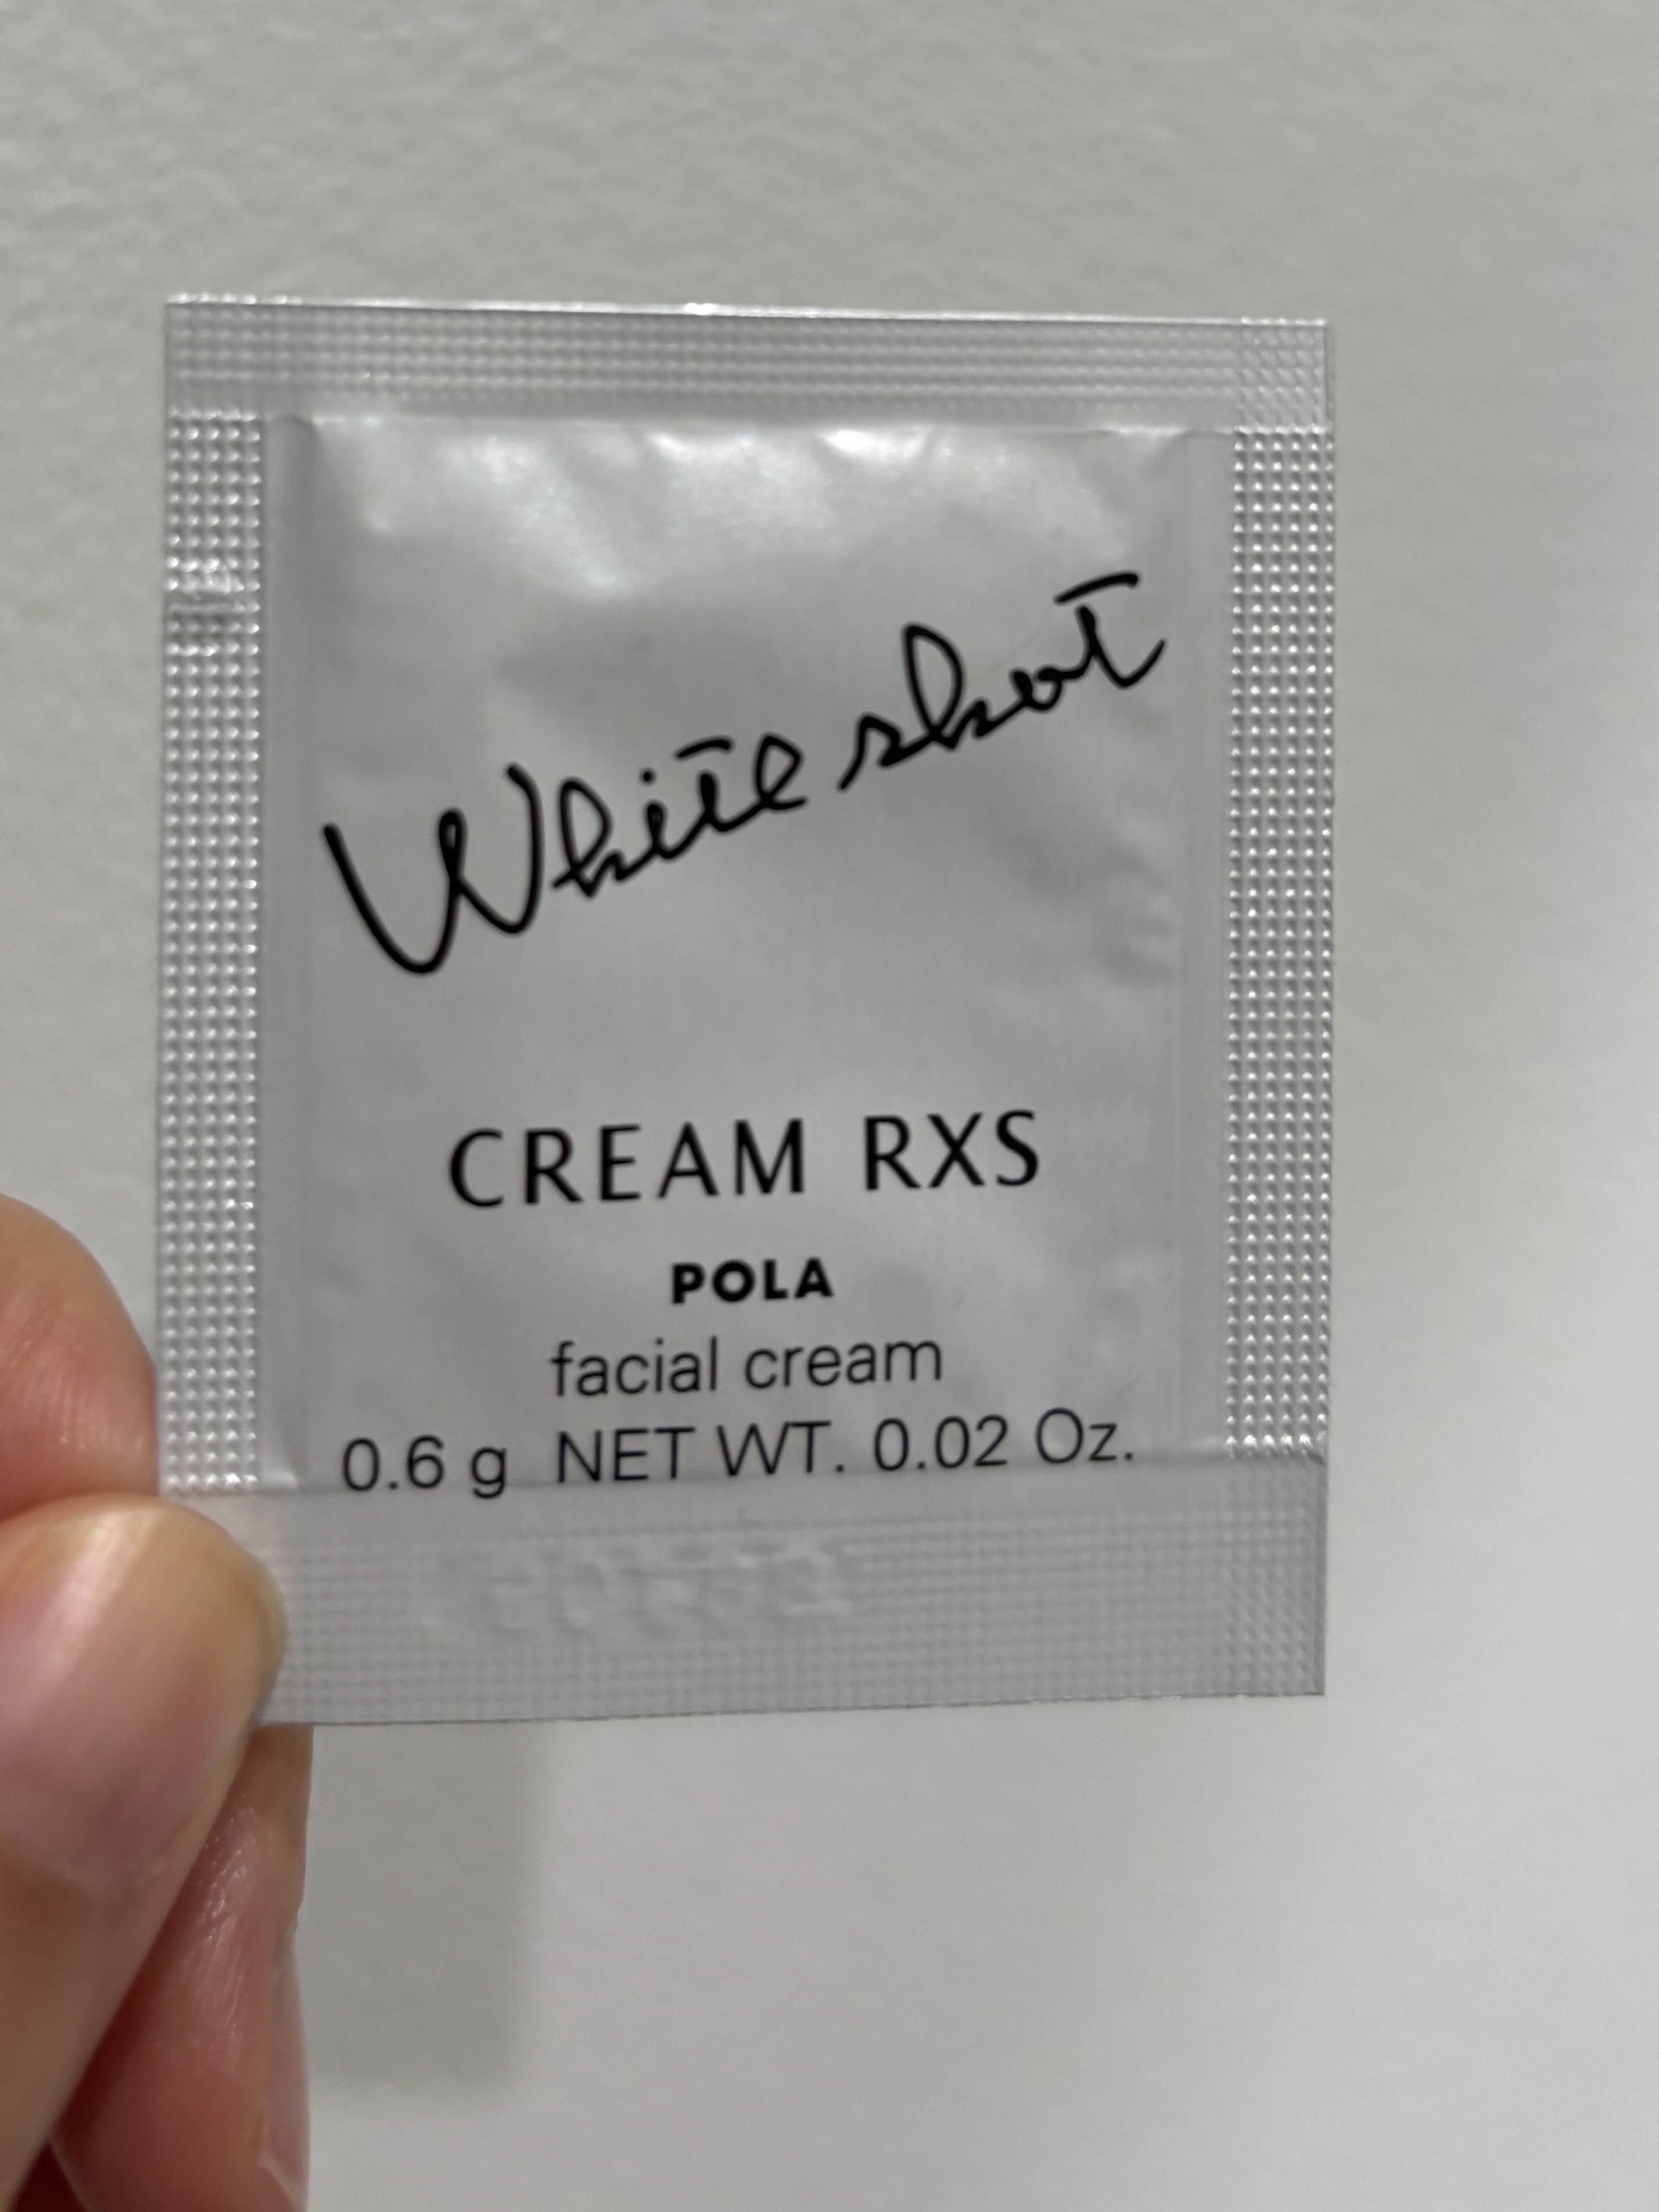 White shot
CREAM RXS
POLA
facial cream
0.6 g NET WT. 0.02 Oz.